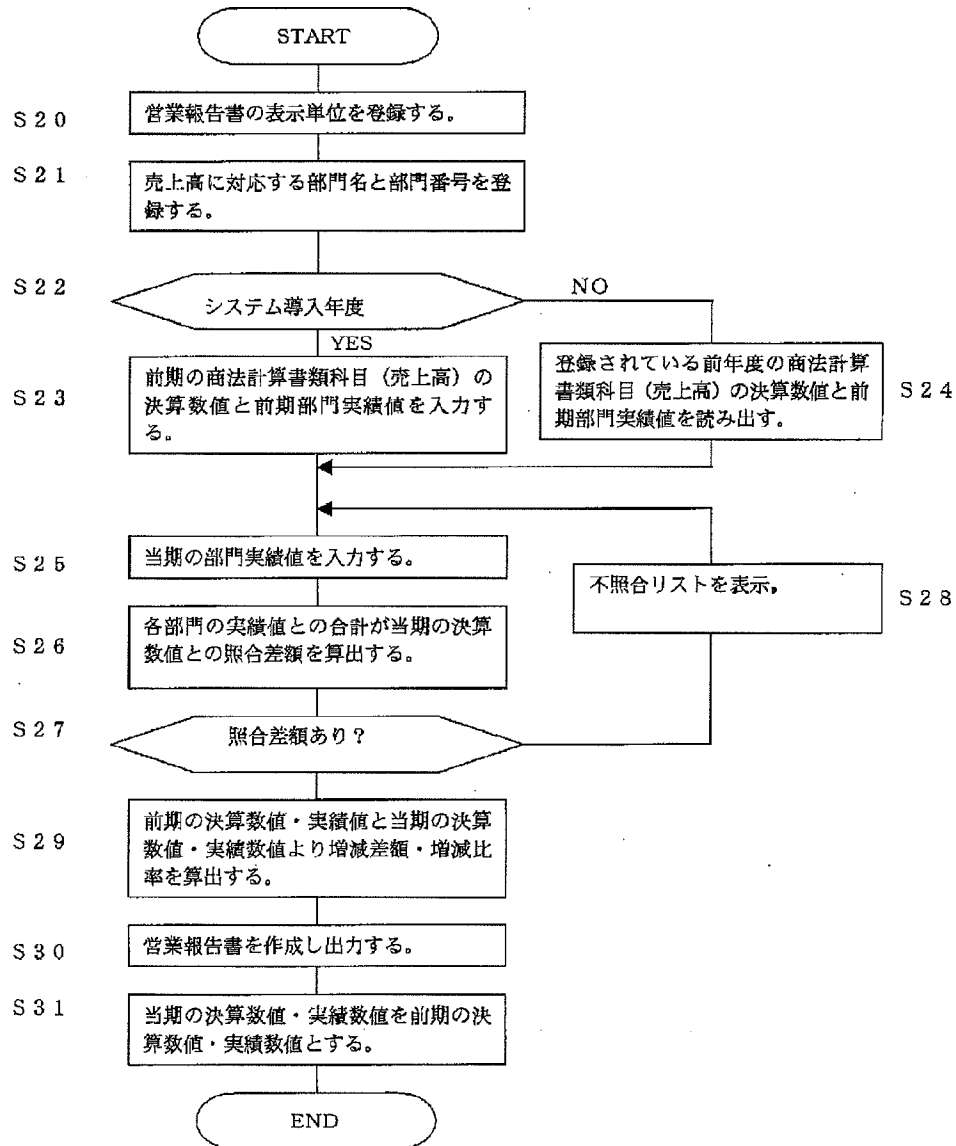 START
S20
営業報告書の表示単位を登録する。
S21
売上高に対応する部門名と部門番号を登
録する。
S22
システム導入年度
NO
YES
S23
前期の商法計算書類科目（売上高）の
決算数値と前期部門実績値を入力す
る。
登録されている前年度の商法計算
書類科目（売上高）の決算数値と前
期部門実績値を読み出す。
S24
S25
当期の部門実績値を入力する。
不照合リストを表示，
S28
S26
各部門の実績値との合計が当期の決算
数値との照合差額を算出する。
S27
照合差額あり？
S29
前期の決算数値・実績値と当期の決算
数値・実績数値より増減差額・増減比
率を算出する。
S30
営業報告書を作成し出力する。
S31
当期の決算数値・実績数値を前期の決
算数値・実績数値とする。
END